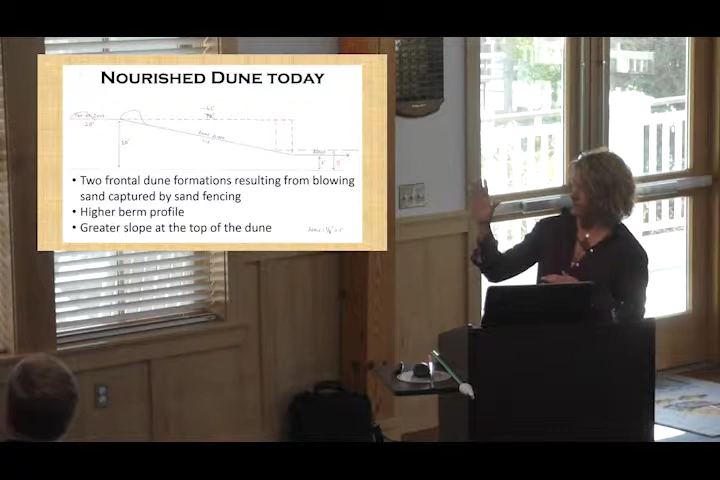 NOURISHED DUNE TODAY
20'
• Two frontal dune formations resulting from blowing
sand captured by sand fencing
• Higher berm profile
• Greater slope at the top of the dune